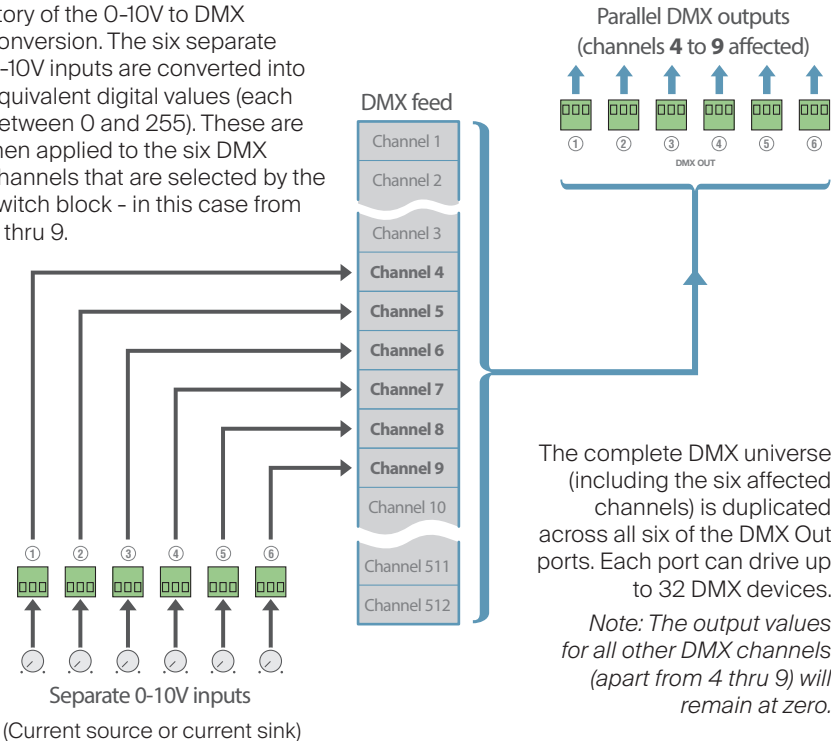 tory of the 0-10V to DMX
onversion. The six separate
-10V inputs are converted into
quivalent digital values (each
etween 0 and 255). These are
hen applied to the six DMX
hannels that are selected by the
witch block - in this case from
thru 9.
DMX feed
Channel 1
Channel 2
Channel 3
Channel 4
Channel 5
Channel 6
Channel 7
Channel 8
Channel 9
Channel 10
Channel 511
Channel 512
1 2 3 4 5 6
Separate 0-10V inputs
(Current source or current sink)
Parallel DMX outputs
(channels 4 to 9 affected)
1 2 3 4 5 6
DMX OUT
The complete DMX universe
(including the six affected
channels) is duplicated
across all six of the DMX Out
ports. Each port can drive up
to 32 DMX devices.
Note: The output values
for all other DMX channels
(apart from 4 thru 9) will
remain at zero.